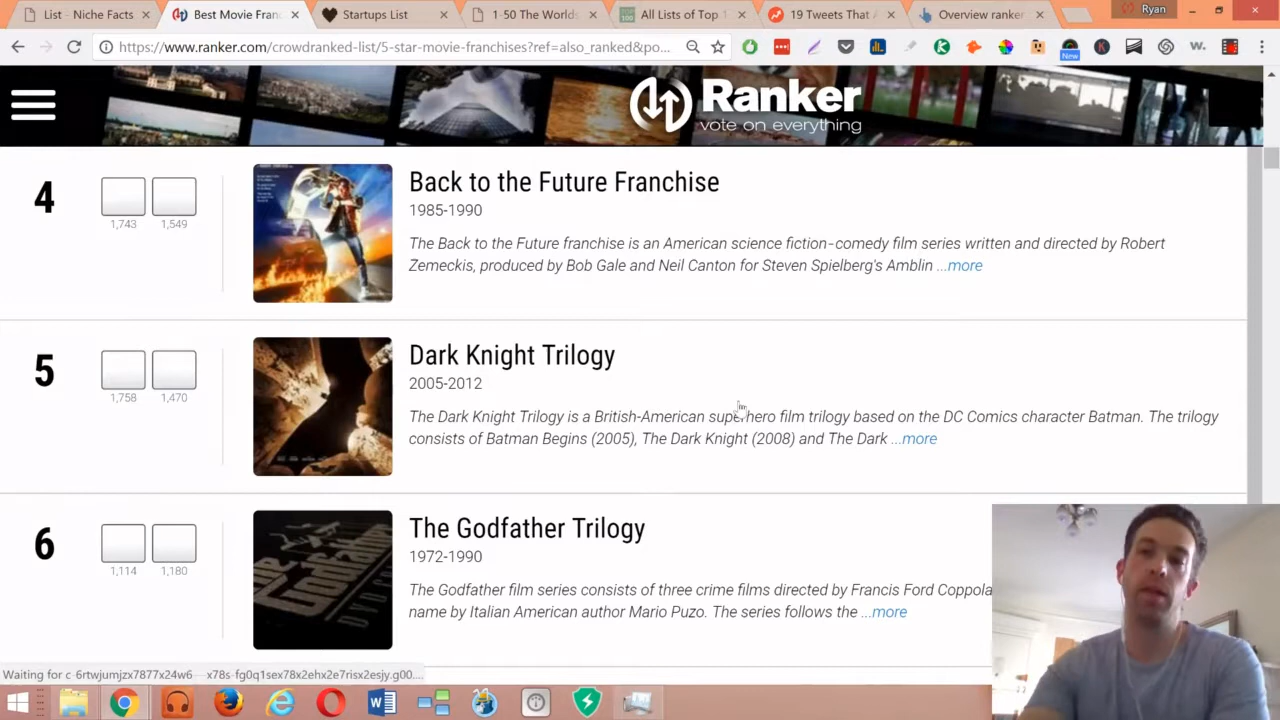 List - Niche Facts
Best Movie Fran
Startups List
1-50 The Worlds
All Lists of Top 1
19 Tweets That A
Overview ranker
Ryan
https://www.ranker.com/crowdranked-list/5-star-movie-franchises?ref=also_ranked&po...
New
Ranker
vote on everything
4
1,743 1,549
Back to the Future Franchise
1985-1990
The Back to the Future franchise is an American science fiction-comedy film series written and directed by Robert
Zemeckis, produced by Bob Gale and Neil Canton for Steven Spielberg's Amblin ...more
5
1,758 1,470
Dark Knight Trilogy
2005-2012
The Dark Knight Trilogy is a British-American superhero film trilogy based on the DC Comics character Batman. The trilogy
consists of Batman Begins (2005), The Dark Knight (2008) and The Dark ...more
6
1,114 1,180
The Godfather Trilogy
1972-1990
The Godfather film series consists of three crime films directed by Francis Ford Coppola
name by Italian American author Mario Puzo. The series follows the ...more
Waiting for c-6rtwjumjzx7877x24w6